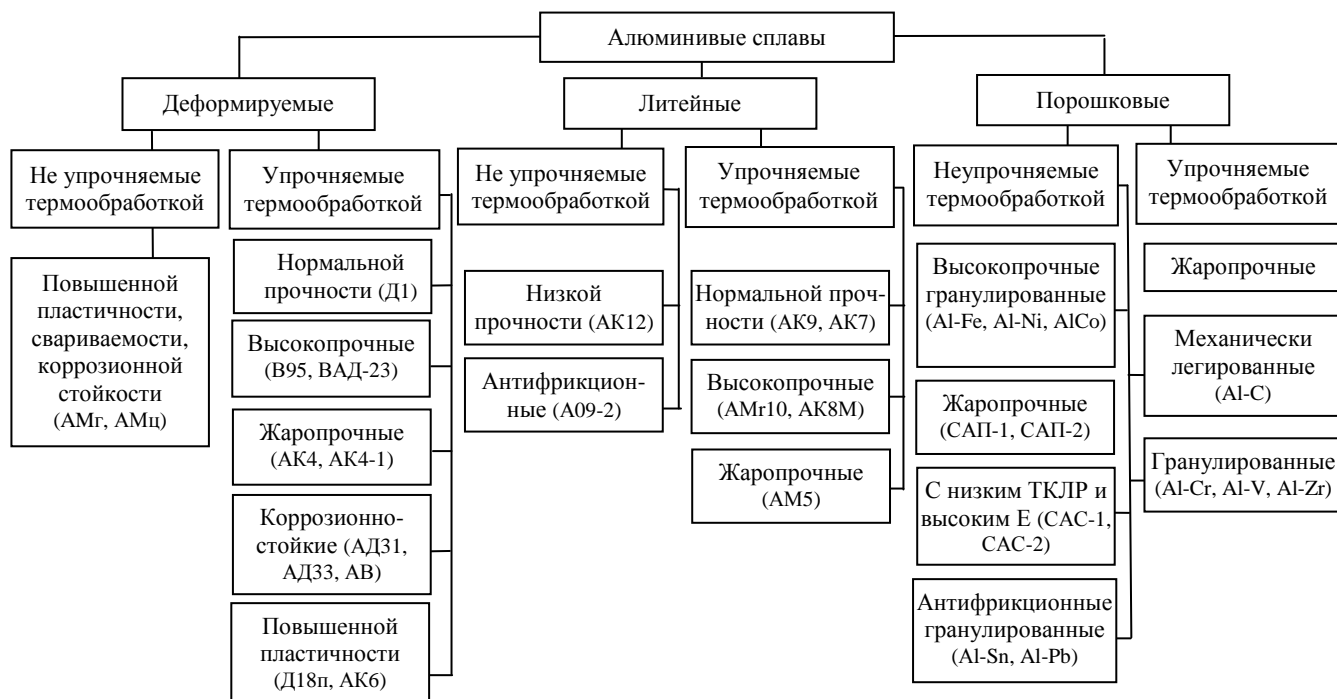 Алюминивые сплавы
Деформируемые
Литейные
Порошковые
Не упрочняемые
термообработкой
Упрочняемые
термообработкой
Не упрочняемые
термообработкой
Упрочняемые
термообработкой
Неупрочняемые
термообработкой
Упрочняемые
термообработкой
Повышенной
пластичности,
свариваемости,
коррозионной
стойкости
(АМг, АМц)
Нормальной
прочности (Д1)
Высокопрочные
(В95, ВАД-23)
Жаропрочные
(АК4, АК4-1)
Коррозионно-
стойкие (АД31,
АД33, АВ)
Повышенной
пластичности
(Д18п, АК6)
Низкой
прочности (АК12)
Антифрикцион-
ные (А09-2)
Нормальной проч-
ности (АК9, АК7)
Высокопрочные
(АМг10, АК8М)
Жаропрочные
(АМ5)
Высокопрочные
гранулированные
(Al-Fe, Al-Ni, AlCo)
Жаропрочные
(САП-1, САП-2)
С низким ТКЛР и
высоким Е (САС-1,
САС-2)
Антифрикционные
гранулированные
(Al-Sn, Al-Pb)
Жаропрочные
Механически
легированные
(Al-C)
Гранулированные
(Al-Cr, Al-V, Al-Zr)